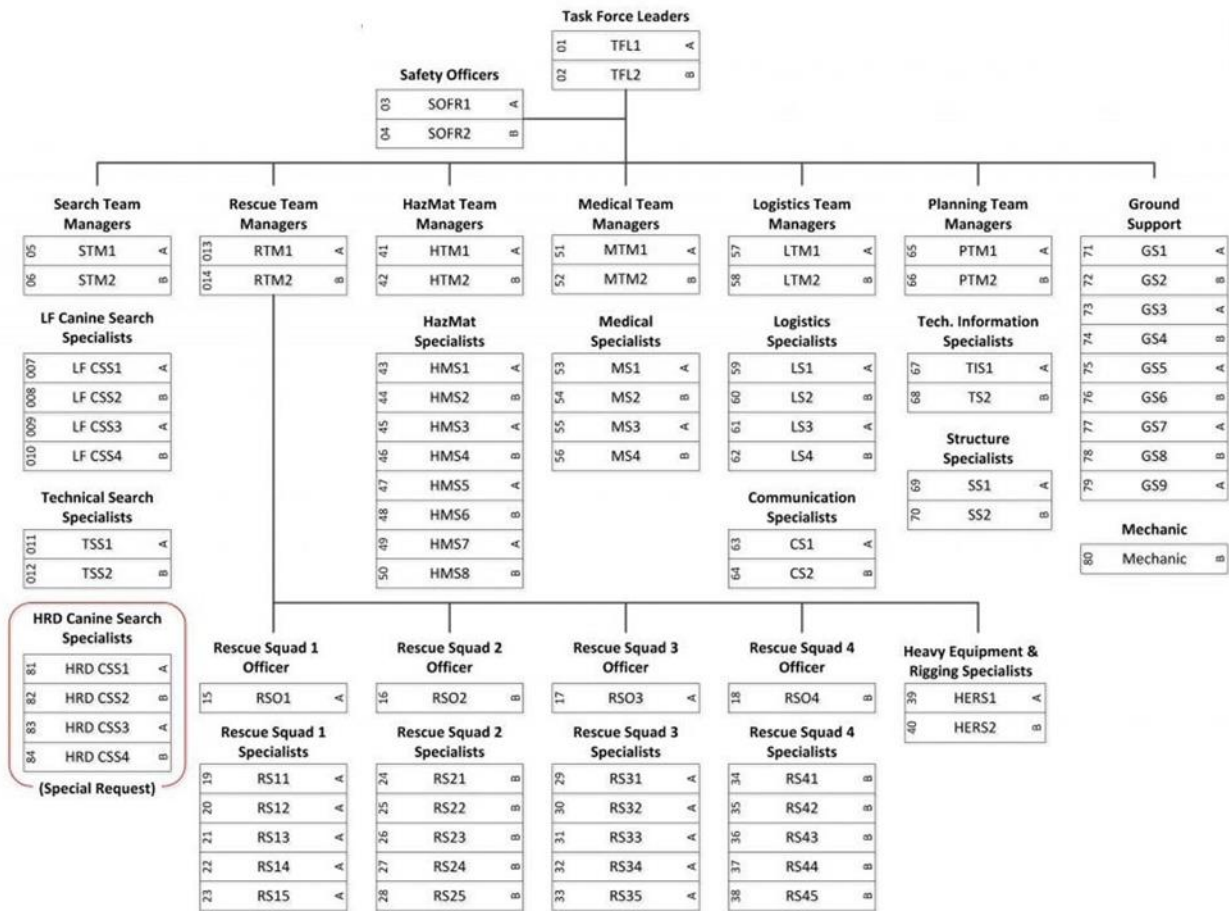 Task Force Leaders
01 TFL1 A
02 TFL2 B
Safety Officers
03 SOFR1 A
04 SOFR2 B
Search Team
Managers
05 STM1 A
06 STM2 B
LF Canine Search
Specialists
007 LF CSS1 A
008 LF CSS2 B
009 LF CSS3 A
010 LF CSS4 B
Technical Search
Specialists
011 TSS1 A
012 TSS2 B
HRD Canine Search
Specialists
81 HRD CSS1 A
82 HRD CSS2 B
83 HRD CSS3 A
84 HRD CSS4 B
(Special Request)
Rescue Team
Managers
013 RTM1 A
014 RTM2 B
HazMat Team
Managers
41 HTM1 A
42 HTM2 B
HazMat
Specialists
43 HMS1 A
44 HMS2 B
45 HMS3 A
46 HMS4 B
47 HMS5 A
48 HMS6 B
49 HMS7 A
50 HMS8 B
Medical Team
Managers
51 MTM1 A
52 MTM2 B
Medical
Specialists
53 MS1 A
54 MS2 B
55 MS3 A
56 MS4 B
Logistics Team
Managers
57 LTM1 A
58 LTM2 B
Logistics
Specialists
59 LS1 A
60 LS2 B
61 LS3 A
62 LS4 B
Communication
Specialists
63 CS1 A
64 CS2 B
Planning Team
Managers
65 PTM1 A
66 PTM2 B
Tech. Information
Specialists
67 TIS1 A
68 TS2 B
Structure
Specialists
69 SS1 A
70 SS2 B
Ground
Support
71 GS1 A
72 GS2 B
73 GS3 A
74 GS4 B
75 GS5 A
76 GS6 B
77 GS7 A
78 GS8 B
79 GS9 A
Mechanic
80 Mechanic B
Rescue Squad 1
Officer
15 RSO1 A
Rescue Squad 1
Specialists
19 RS11 A
20 RS12 A
21 RS13 A
22 RS14 A
23 RS15 A
Rescue Squad 2
Officer
16 RSO2 B
Rescue Squad 2
Specialists
24 RS21 B
25 RS22 B
26 RS23 B
27 RS24 B
28 RS25 B
Rescue Squad 3
Officer
17 RSO3 A
Rescue Squad 3
Specialists
29 RS31 A
30 RS32 A
31 RS33 A
32 RS34 A
33 RS35 A
Rescue Squad 4
Officer
18 RSO4 B
Rescue Squad 4
Specialists
34 RS41 B
35 RS42 B
36 RS43 B
37 RS44 B
38 RS45 B
Heavy Equipment &
Rigging Specialists
39 HERS1 A
40 HERS2 B